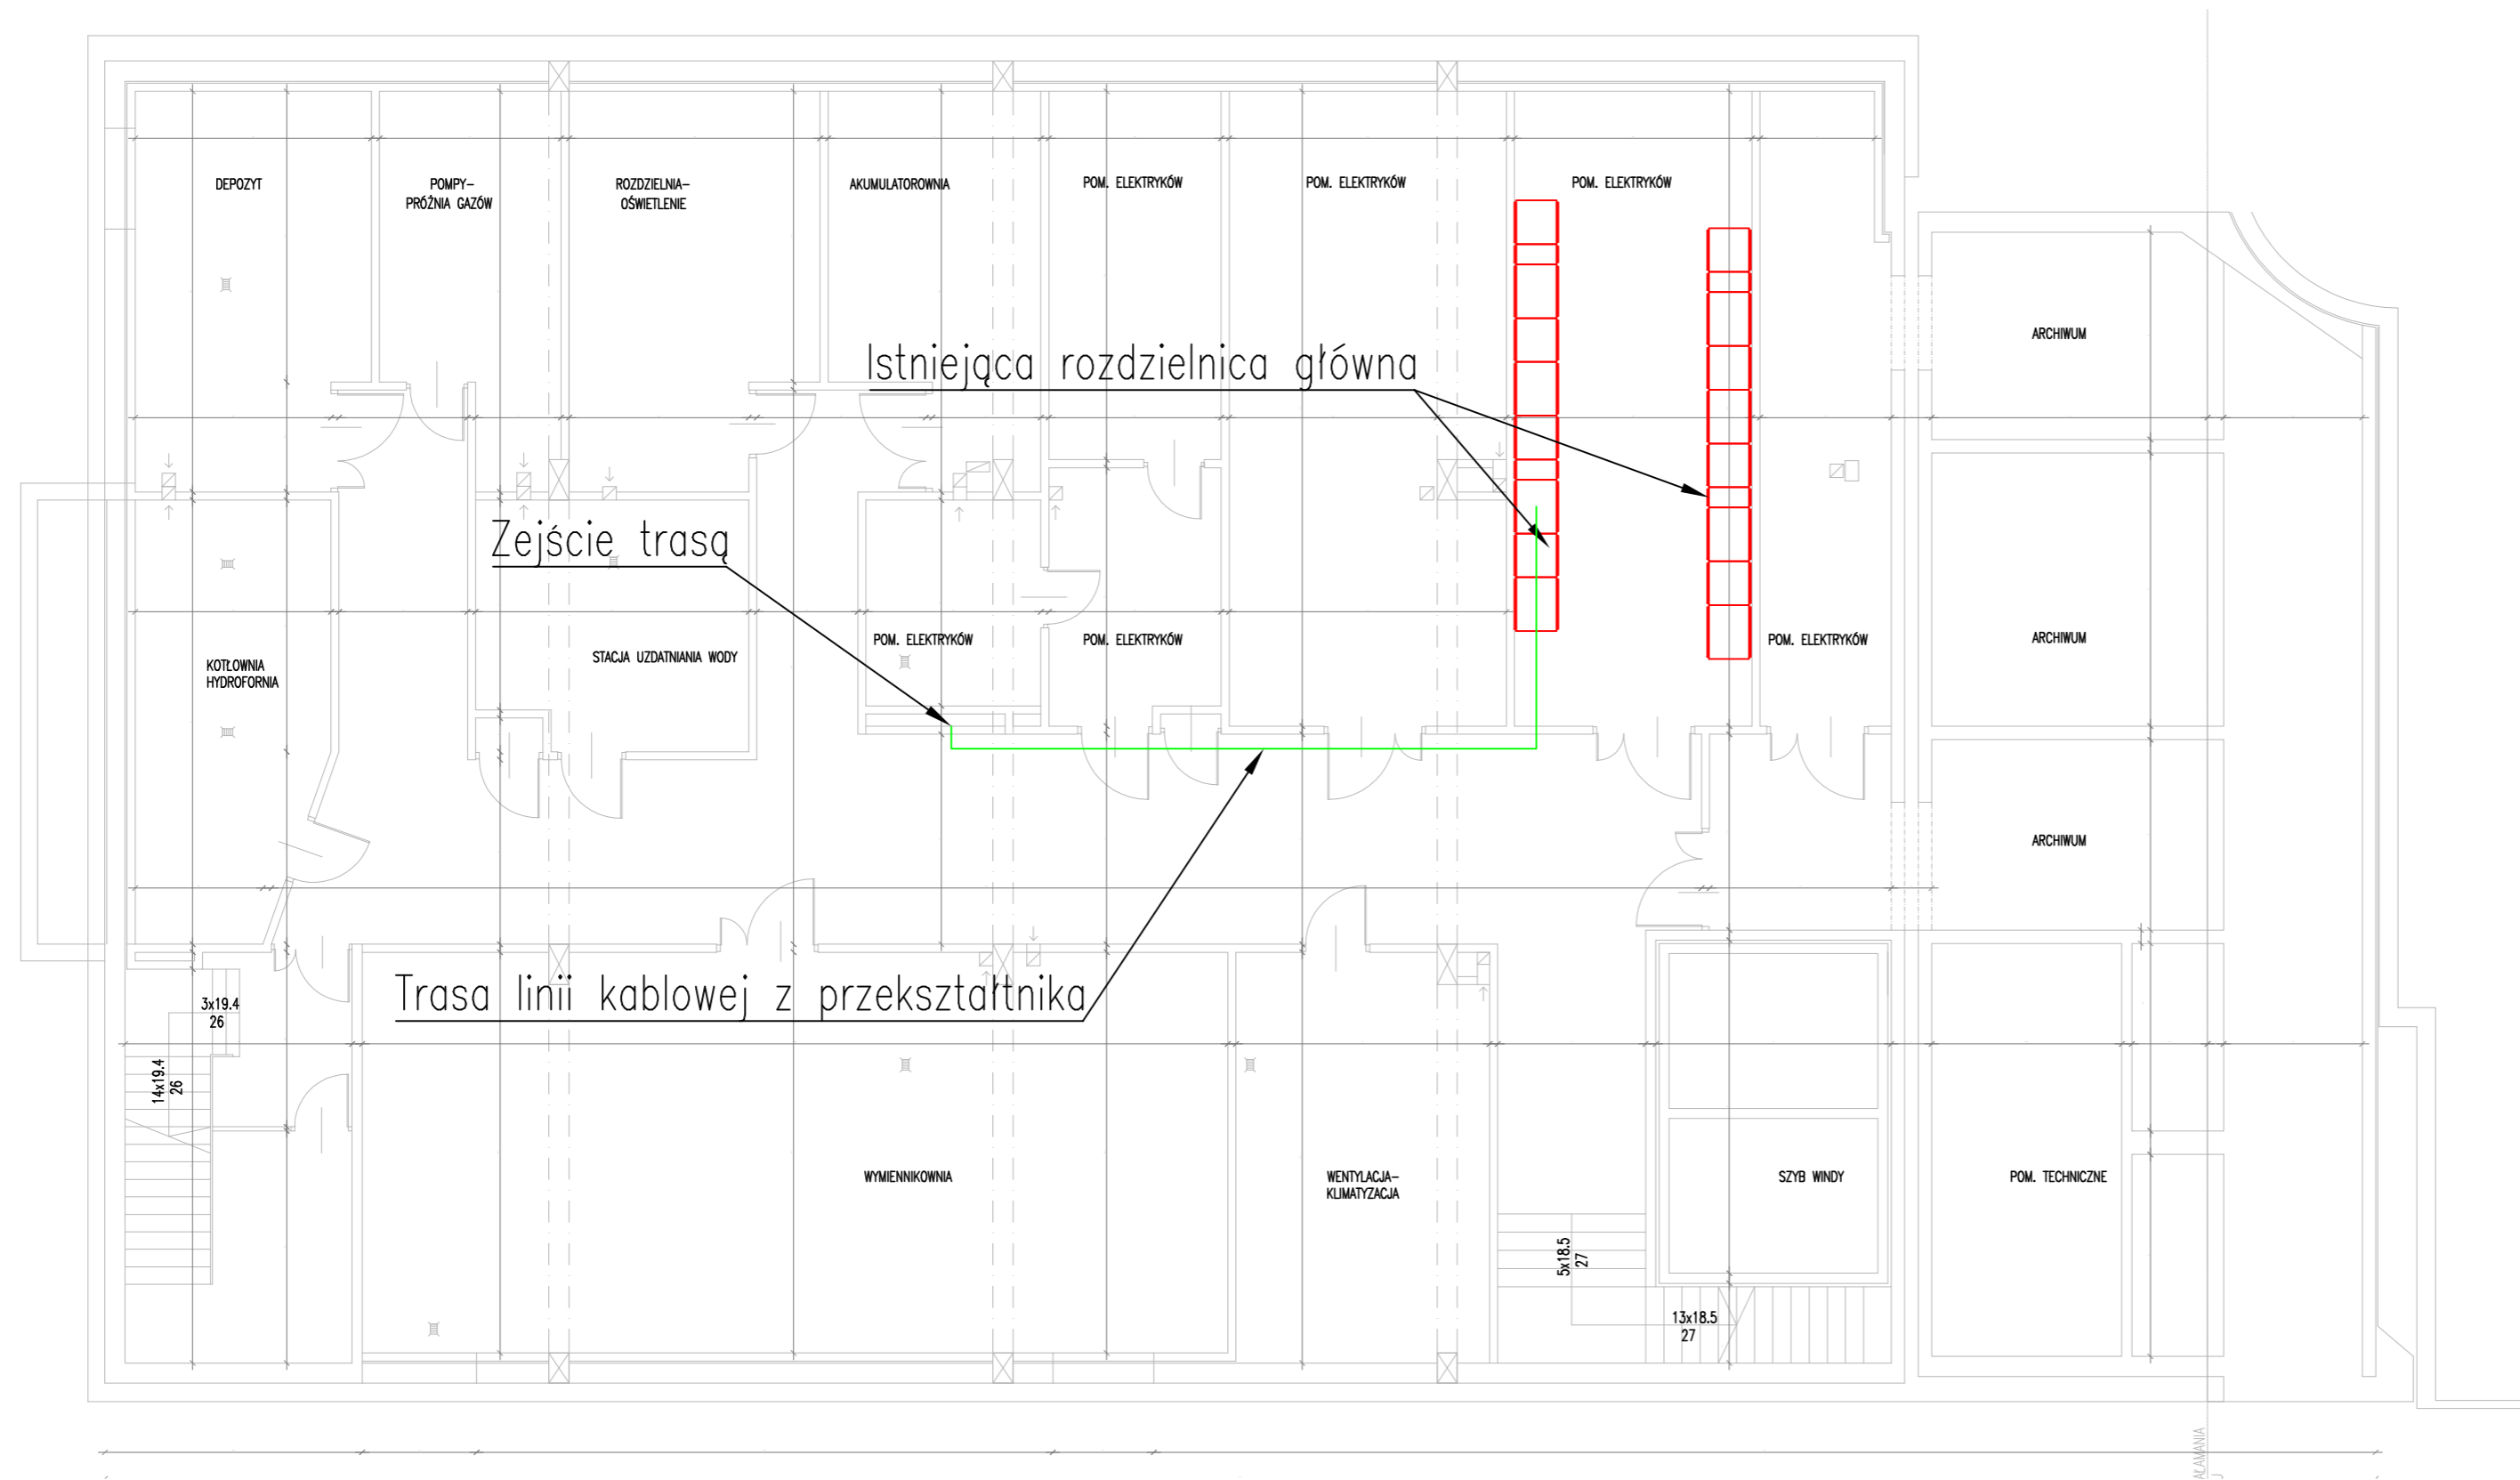 DEPOZYT
POMPY-
PRÓŻNIA GAZÓW
ROZDZIELNIA-
OŚWIETLENIE
AKUMULATOROWNIA
POM. ELEKTRYKÓW
POM. ELEKTRYKÓW
POM. ELEKTRYKÓW
ARCHIWUM
Istniejąca rozdzielnica główna
Zejście trasą
KOTŁOWNIA
HYDROFORNIA
STACJA UZDATNIANIA WODY
POM. ELEKTRYKÓW
POM. ELEKTRYKÓW
POM. ELEKTRYKÓW
ARCHIWUM
ARCHIWUM
Trasa linii kablowej z przekształtnika
3x19.4
26
14x19.4
26
WYMIENNIKOWNIA
WENTYLACJA-
KLIMATYZACJA
SZYB WINDY
POM. TECHNICZNE
5x18.5
27
13x18.5
27